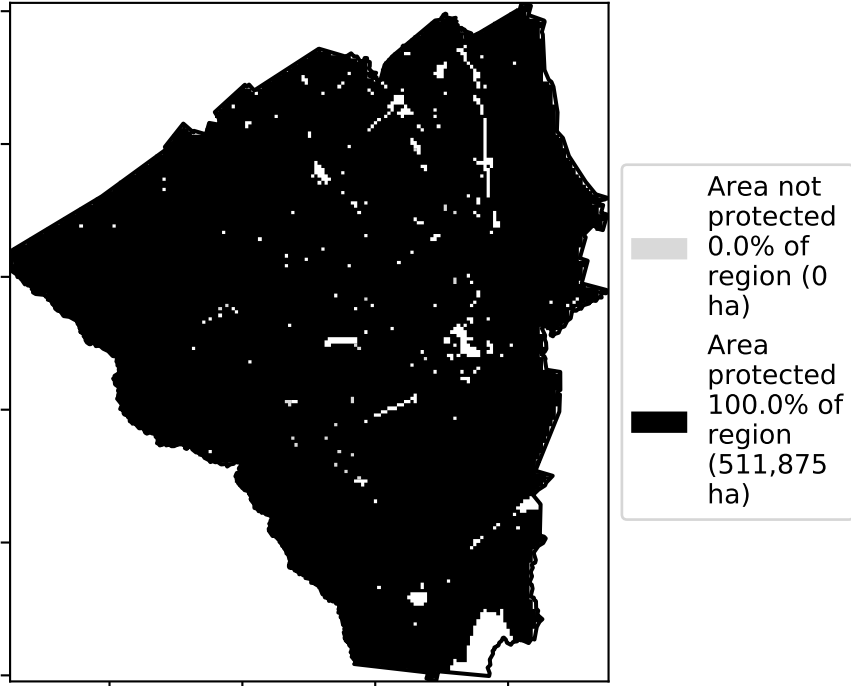 Area not
protected
0.0% of
region (0
ha)
Area
protected
100.0% of
region
(511,875
ha)